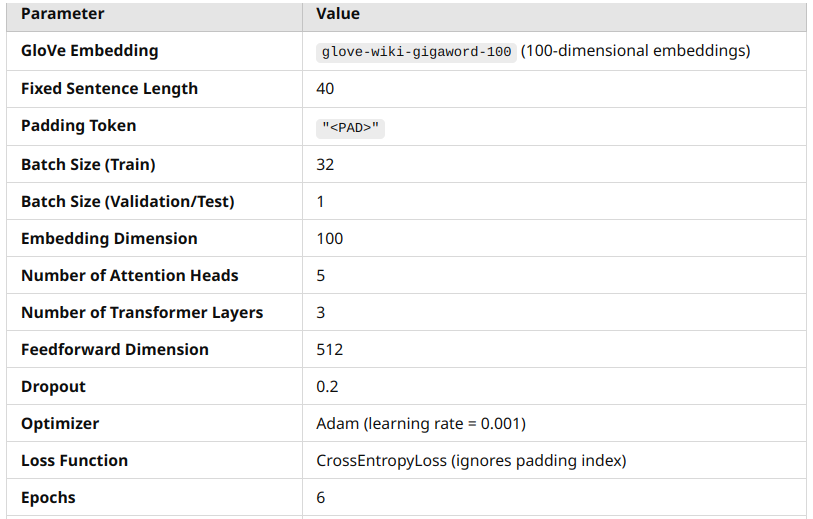 Parameter Value
GloVe Embedding glove-wiki-gigaword-100 (100-dimensional embeddings)
Fixed Sentence Length 40
Padding Token "<PAD>"
Batch Size (Train) 32
Batch Size (Validation/Test) 1
Embedding Dimension 100
Number of Attention Heads 5
Number of Transformer Layers 3
Feedforward Dimension 512
Dropout 0.2
Optimizer Adam (learning rate = 0.001)
Loss Function CrossEntropyLoss (ignores padding index)
Epochs 6